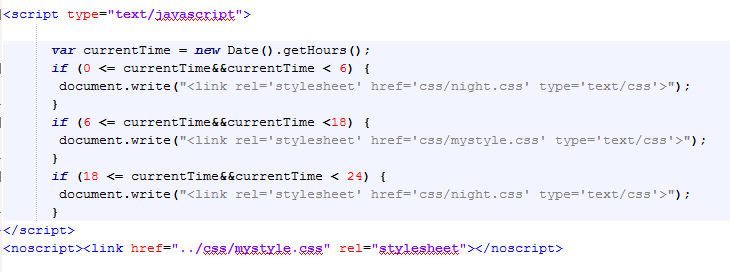 <script type="text/javascript">
var currentTime = new Date().getHours();
if (0 <= currentTime&&currentTime < 6) {
document.write("<link rel='stylesheet' href='css/night.css' type='text/css'>");
}
if (6 <= currentTime&&currentTime <18) {
document.write("<link rel='stylesheet' href='css/mystyle.css' type='text/css'>");
}
if (18 <= currentTime&&currentTime < 24) {
document.write("<link rel='stylesheet' href='css/night.css' type='text/css'>");
}
</script>
<noscript><link href="../css/mystyle.css" rel="stylesheet"></noscript>